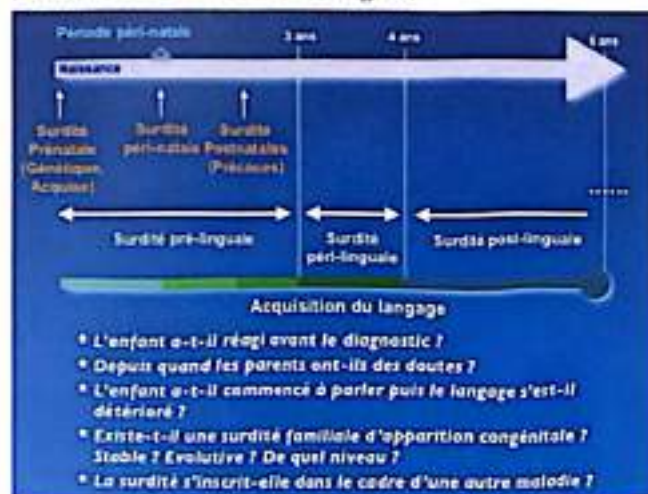 Période péri-natale
3 ans
4 ans
5 ans
Naissance
Surdité
Prénatale
(Génétique,
Acquise)
Surdité
péri-natale
Surdité
Postnatales
(Précoces)
......
Surdité pré-linguale
Surdité
péri-linguale
Surdité post-linguale
Acquisition du langage
* L'enfant a-t-il réagi avant le diagnostic ?
* Depuis quand les parents ont-ils des doutes ?
* L'enfant a-t-il commencé à parler puis le langage s'est-il
détérioré ?
* Existe-t-il une surdité familiale d'apparition congénitale ?
Stable ? Evolutive ? De quel niveau ?
* La surdité s'inscrit-elle dans le cadre d'une autre maladie ?